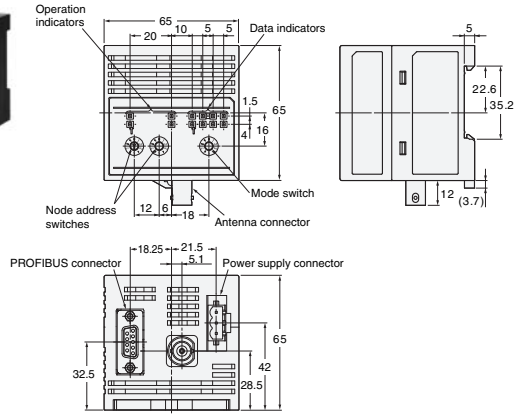 Operation
indicators
65
20
10
5
5
Data indicators
1.5
4
16
65
Mode switch
Node address
switches
12
6
18
Antenna connector
5
22.6
35.2
12
(3.7)
18.25
21.5
5.1
PROFIBUS connector
Power supply connector
32.5
28.5
42
65